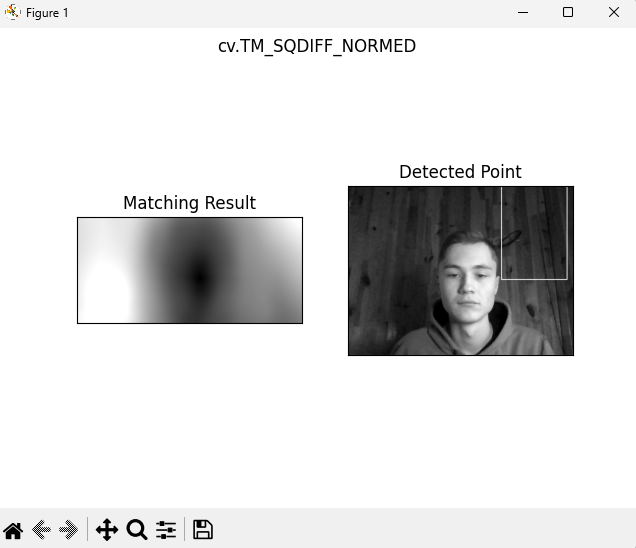 Figure 1
cv.TM_SQDIFF_NORMED
Matching Result
Detected Point